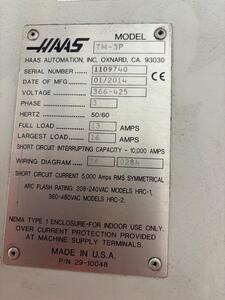 HAAS MODEL TM-3P
HAAS AUTOMATION, INC. OXNARD, CA. 93030
SERIAL NUMBER 1109740
DATE OF MFG 01/2014
VOLTAGE 366-425
PHASE 3
HERTZ 50/60
FULL LOAD 13 AMPS
LARGEST LOAD 16 AMPS
SHORT CIRCUIT INTERRUPTING CAPACITY - 10,000 AMPS
WIRING DIAGRAM 0284
SHORT CIRCUIT CURRENT 5,000 Amps RMS SYMMETRICAL
ARC FLASH RATING: 208-240VAC MODELS HRC-1,
360-480VAC MODELS HRC-2.
NEMA TYPE 1 ENCLOSURE-FOR INDOOR USE ONLY.
OVER CURRENT PROTECTION PROVIDED
AT MACHINE SUPPLY TERMINALS.
MADE IN U.S.A.
P/N 29-10048